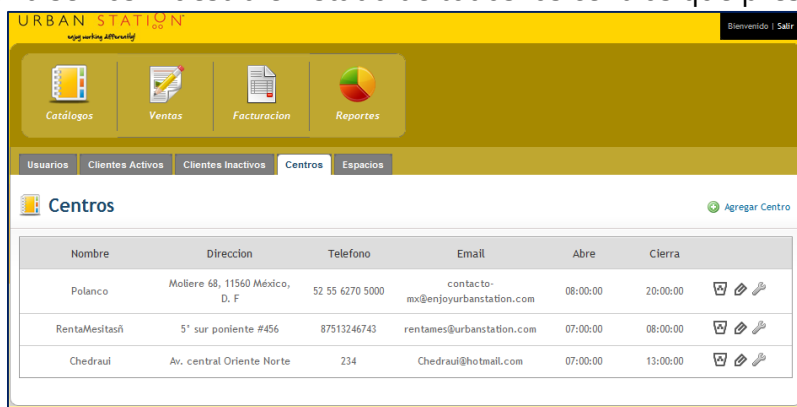 URBAN STATION
enjoy working differently!
Bienvenido | Salir
Catálogos
Ventas
Facturacion
Reportes
Usuarios
Clientes Activos
Clientes Inactivos
Centros
Espacios
Centros
Agregar Centro
Nombre Direccion Telefono Email Abre Cierra
Polanco Moliere 68, 11560 México, D. F 52 55 6270 5000 contacto-mx@enjoyurbanstation.com 08:00:00 20:00:00
RentaMesitasñ 5° sur poniente #456 87513246743 rentames@urbanstation.com 07:00:00 08:00:00
Chedraui Av. central Oriente Norte 234 Chedraui@hotmail.com 07:00:00 13:00:00